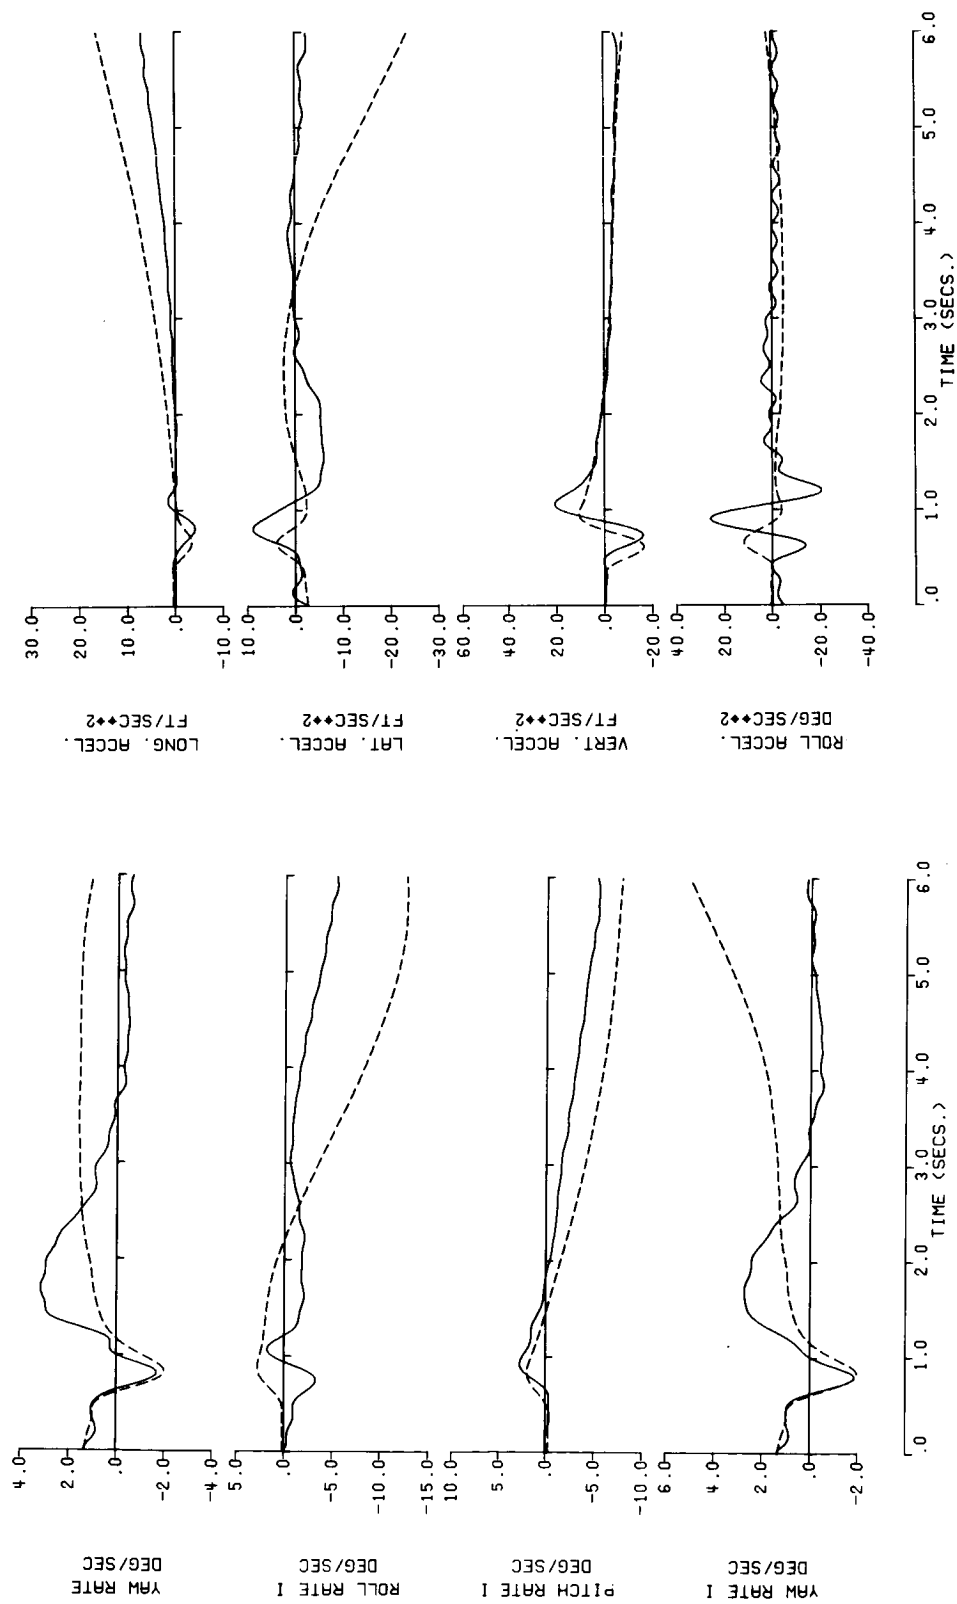 LONG. ACCEL.
FT/SEC**2
30.0
20.0
10.0
.0
-10.0
LAT. ACCEL.
FT/SEC**2
10.0
.0
-10.0
-20.0
-30.0
VERT. ACCEL.
FT/SEC**2
60.0
40.0
20.0
.0
-20.0
ROLL ACCEL.
DEG/SEC**2
40.0
20.0
.0
-20.0
-40.0
.0 1.0 2.0 3.0 4.0 5.0 6.0
TIME (SECS.)
YAW RATE
DEG/SEC
4.0
2.0
.0
-2.0
-4.0
ROLL RATE I
DEG/SEC
5.0
.0
-5.0
-10.0
-15.0
PITCH RATE I
DEG/SEC
10.0
5.0
.0
-5.0
-10.0
YAW RATE I
DEG/SEC
6.0
4.0
2.0
.0
-2.0
.0 1.0 2.0 3.0 4.0 5.0 6.0
TIME (SECS.)